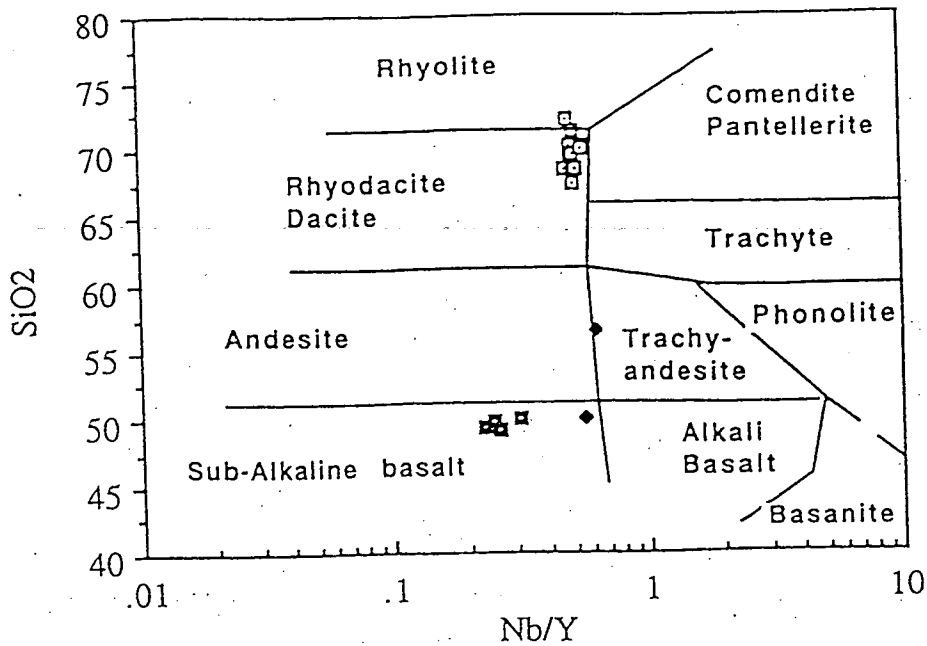 80
75
70
65
60
55
50
45
40
SiO2
Rhyolite
Comendite
Pantellerite
Rhyodacite
Dacite
Trachyte
Andesite
Trachy-
andesite
Phonolite
Sub-Alkaline basalt
Alkali
Basalt
Basanite
.01
.1
1
10
Nb/Y